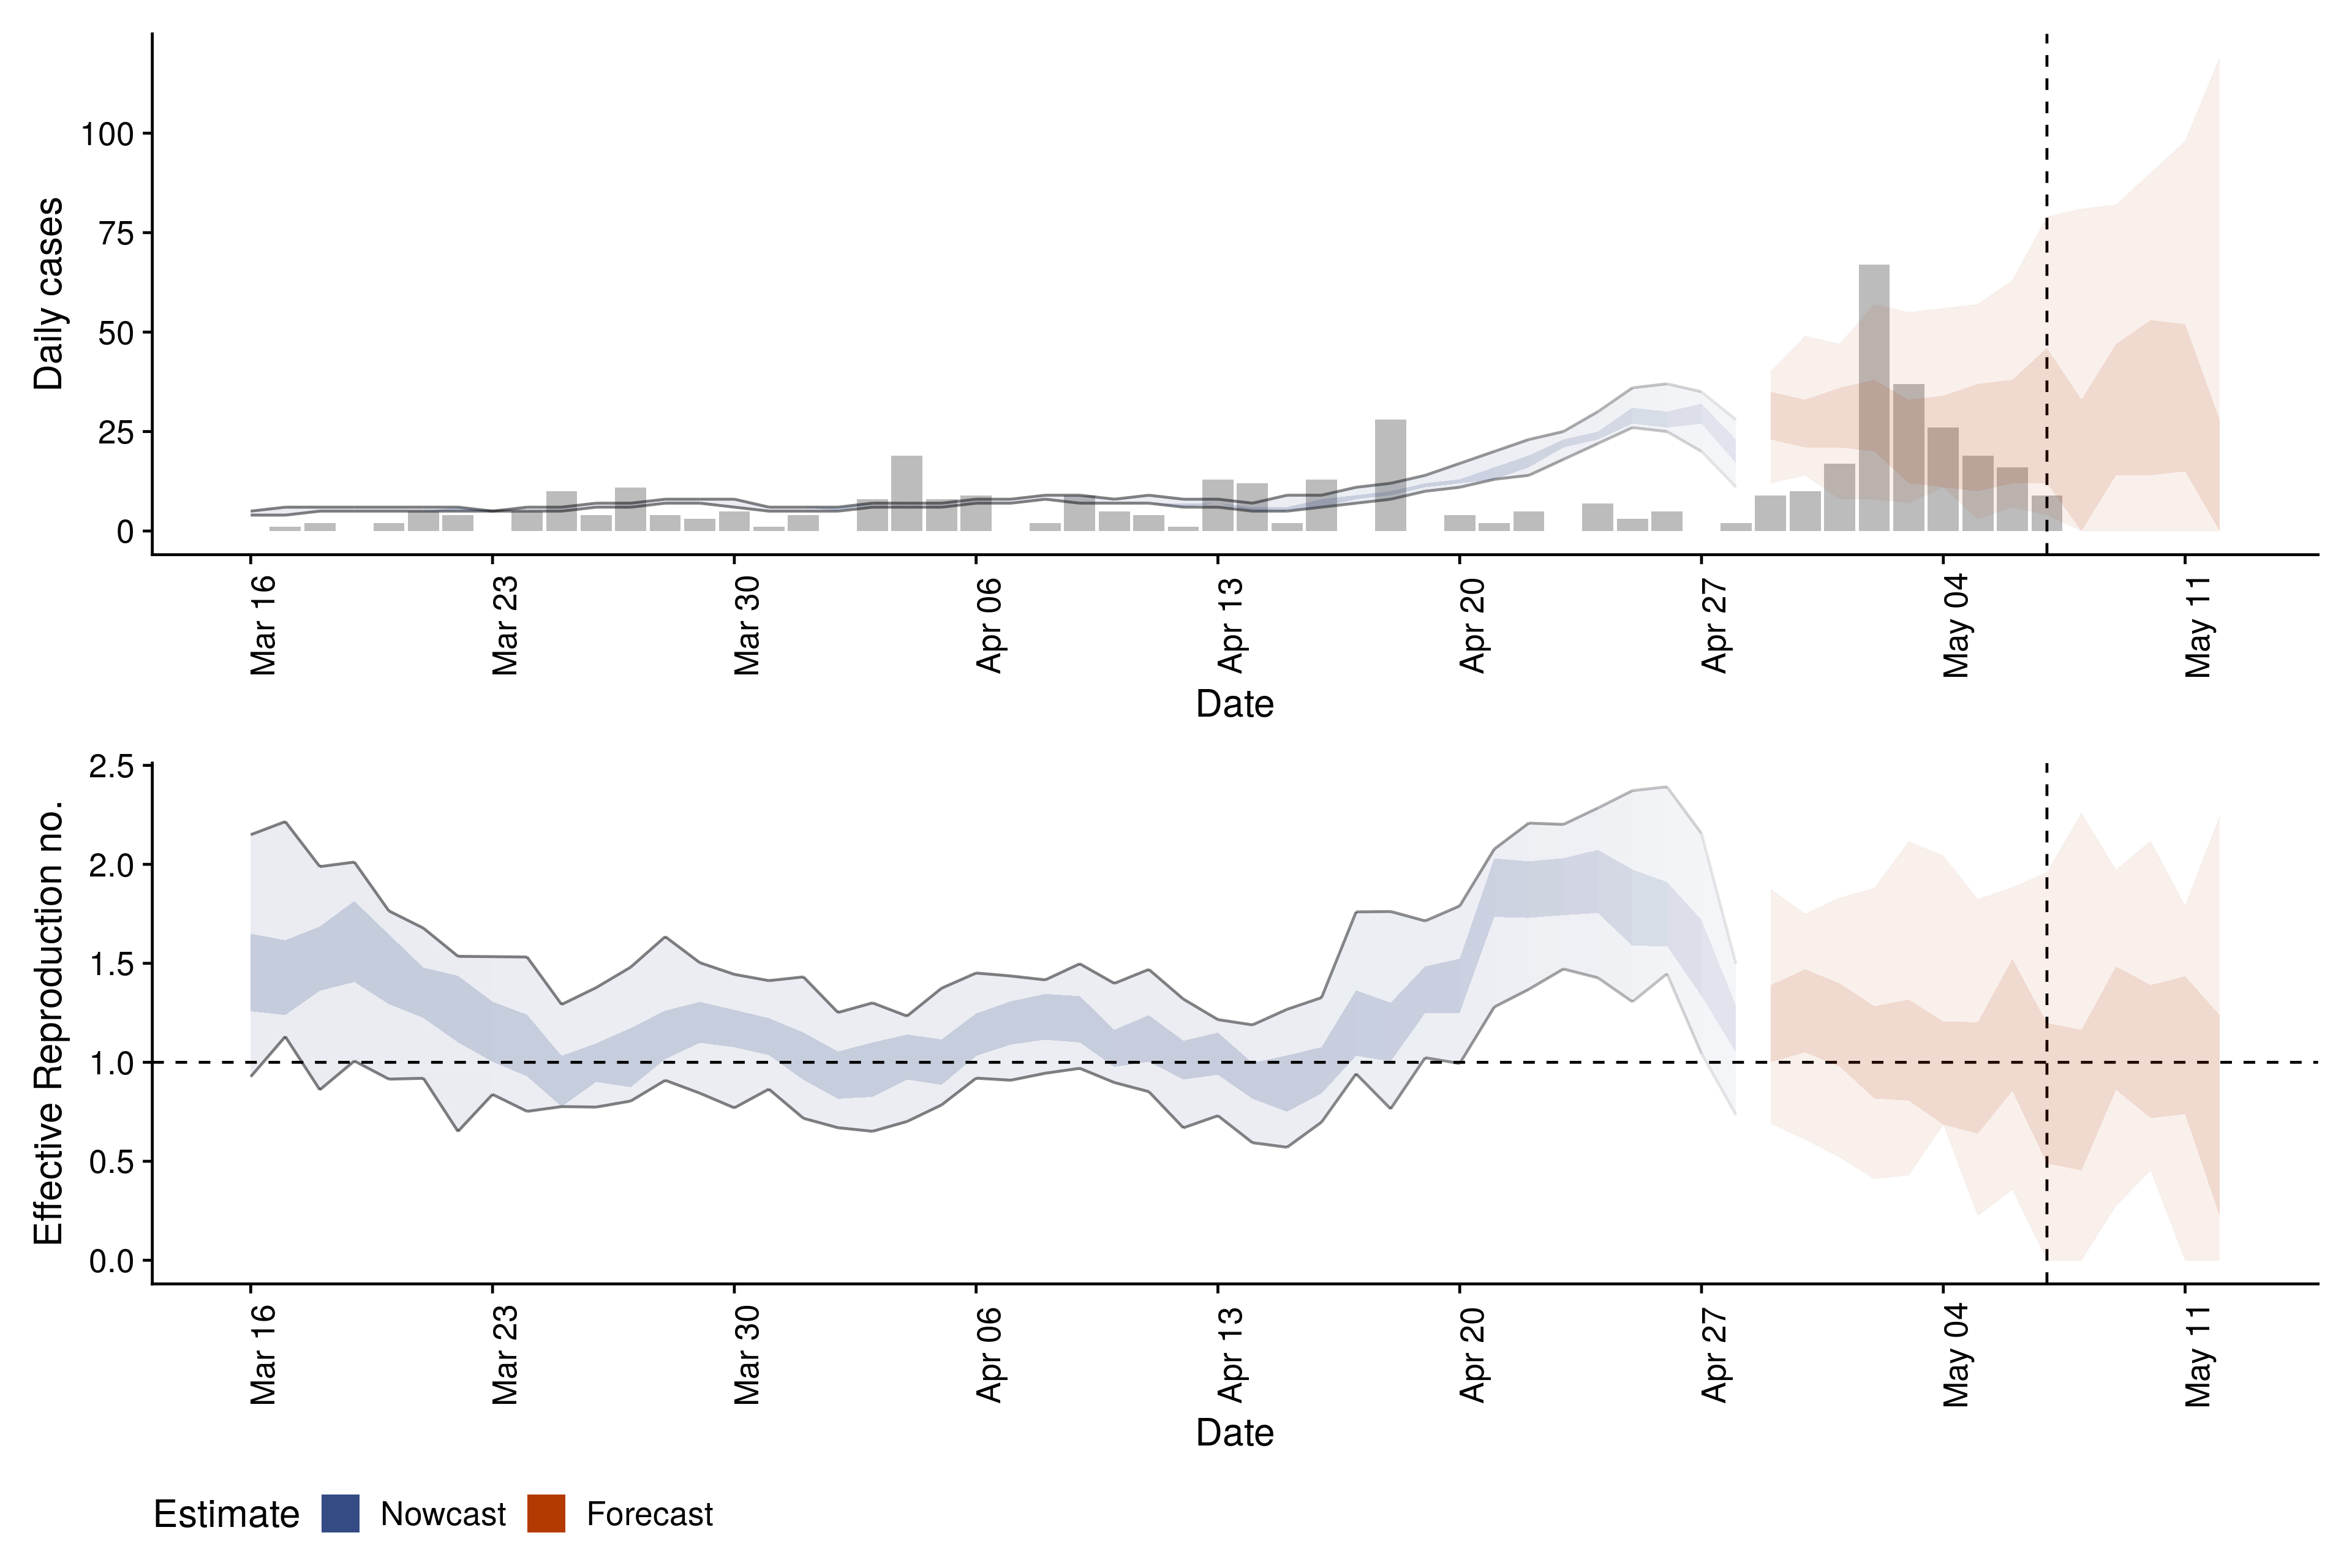 Daily cases
100
75
50
25
0
Mar 16
Mar 23
Mar 30
Apr 06
Apr 13
Apr 20
Apr 27
May 04
May 11
Date
Effective Reproduction no.
2.5
2.0
1.5
1.0
0.5
0.0
Mar 16
Mar 23
Mar 30
Apr 06
Apr 13
Apr 20
Apr 27
May 04
May 11
Date
Estimate Nowcast Forecast